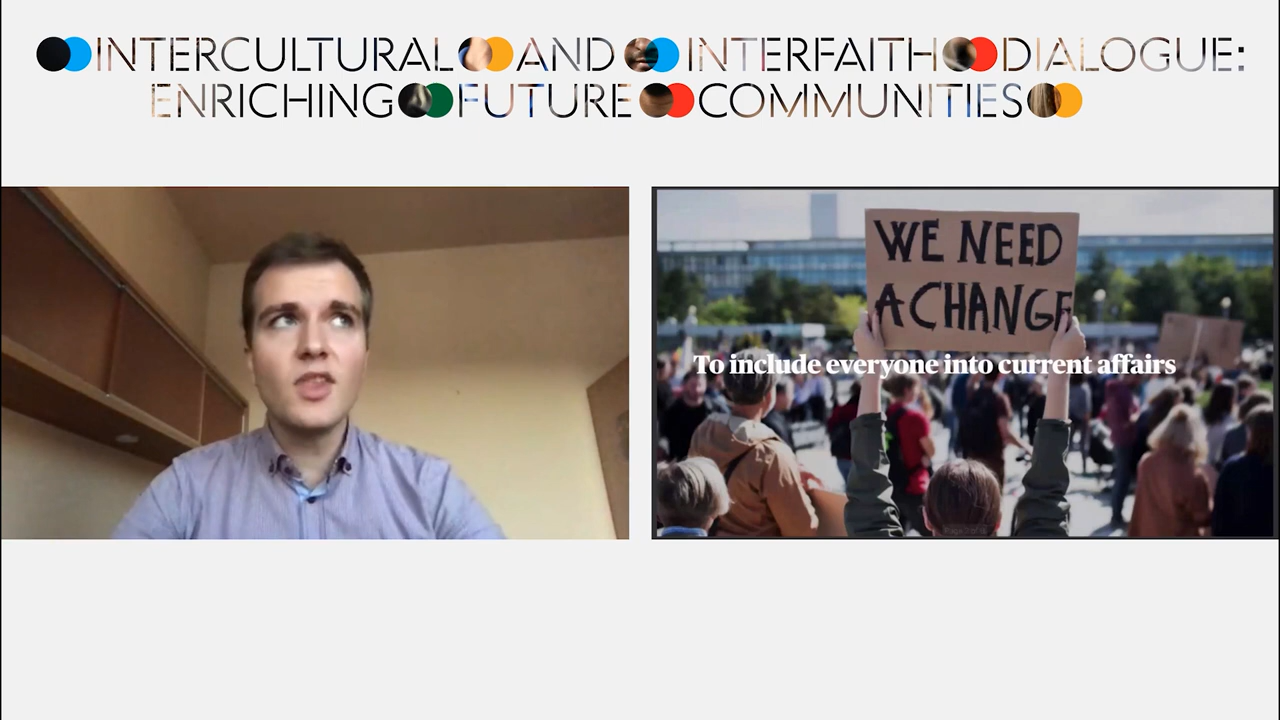 INTERCULTURAL AND INTERFAITH DIALOGUE:
ENRICHING FUTURE COMMUNITIES
WE NEED
A CHANGE
To include everyone into current affairs